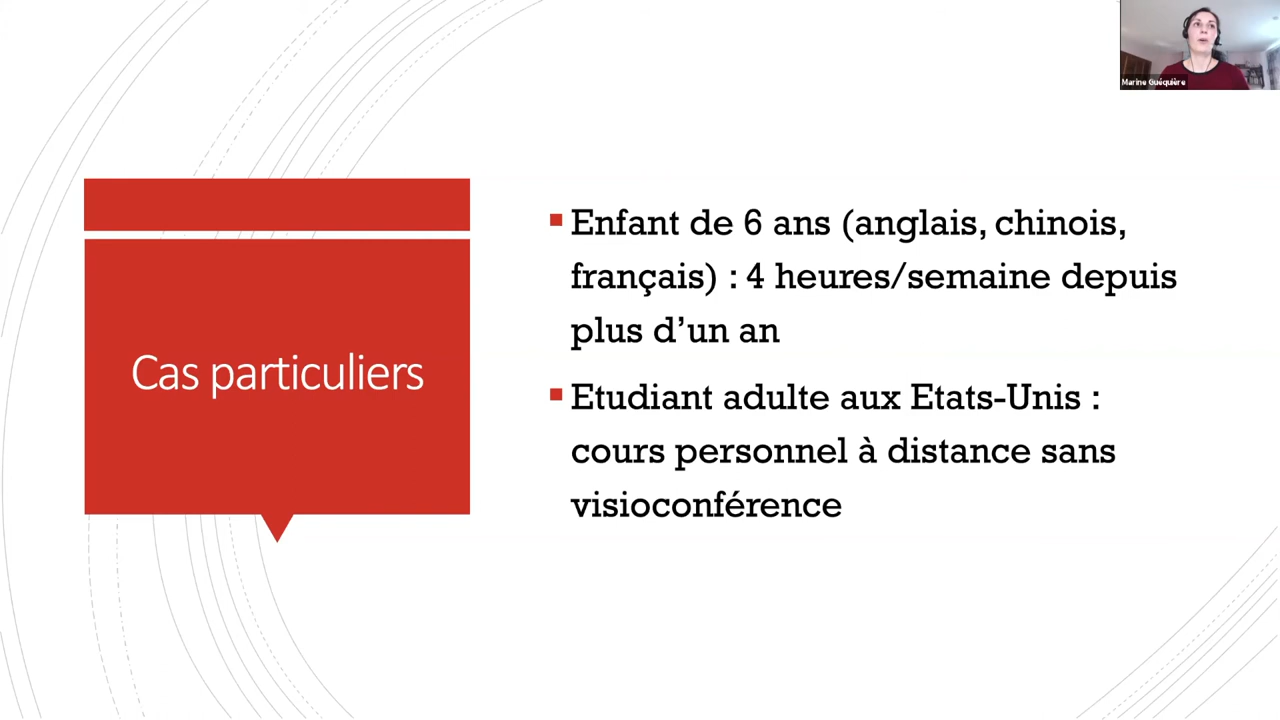 Marine Guéquière
Cas particuliers
Enfant de 6 ans (anglais, chinois,
français) : 4 heures/semaine depuis
plus d’un an
Etudiant adulte aux Etats-Unis :
cours personnel à distance sans
visioconférence